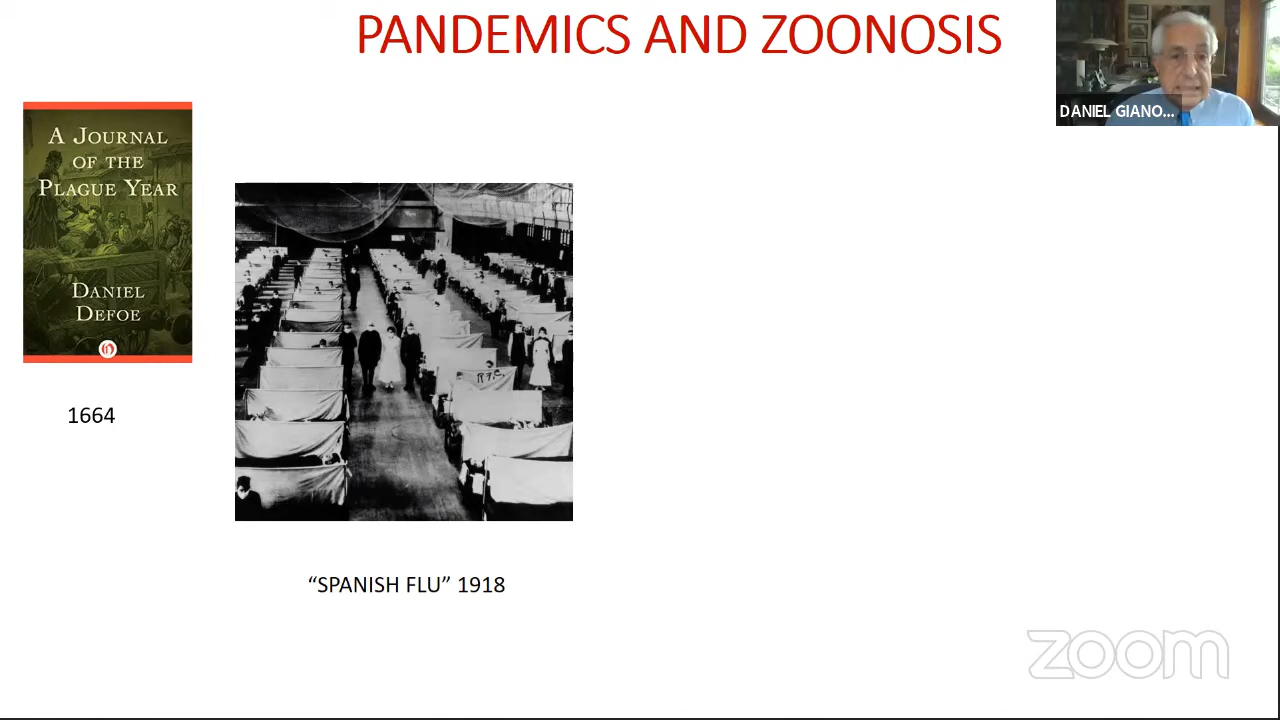 PANDEMICS AND ZOONOSIS
DANIEL GIANO...
A JOURNAL
OF THE
PLAGUE YEAR
DANIEL
DEFOE
R.F.C.
1664
“SPANISH FLU” 1918
zoom